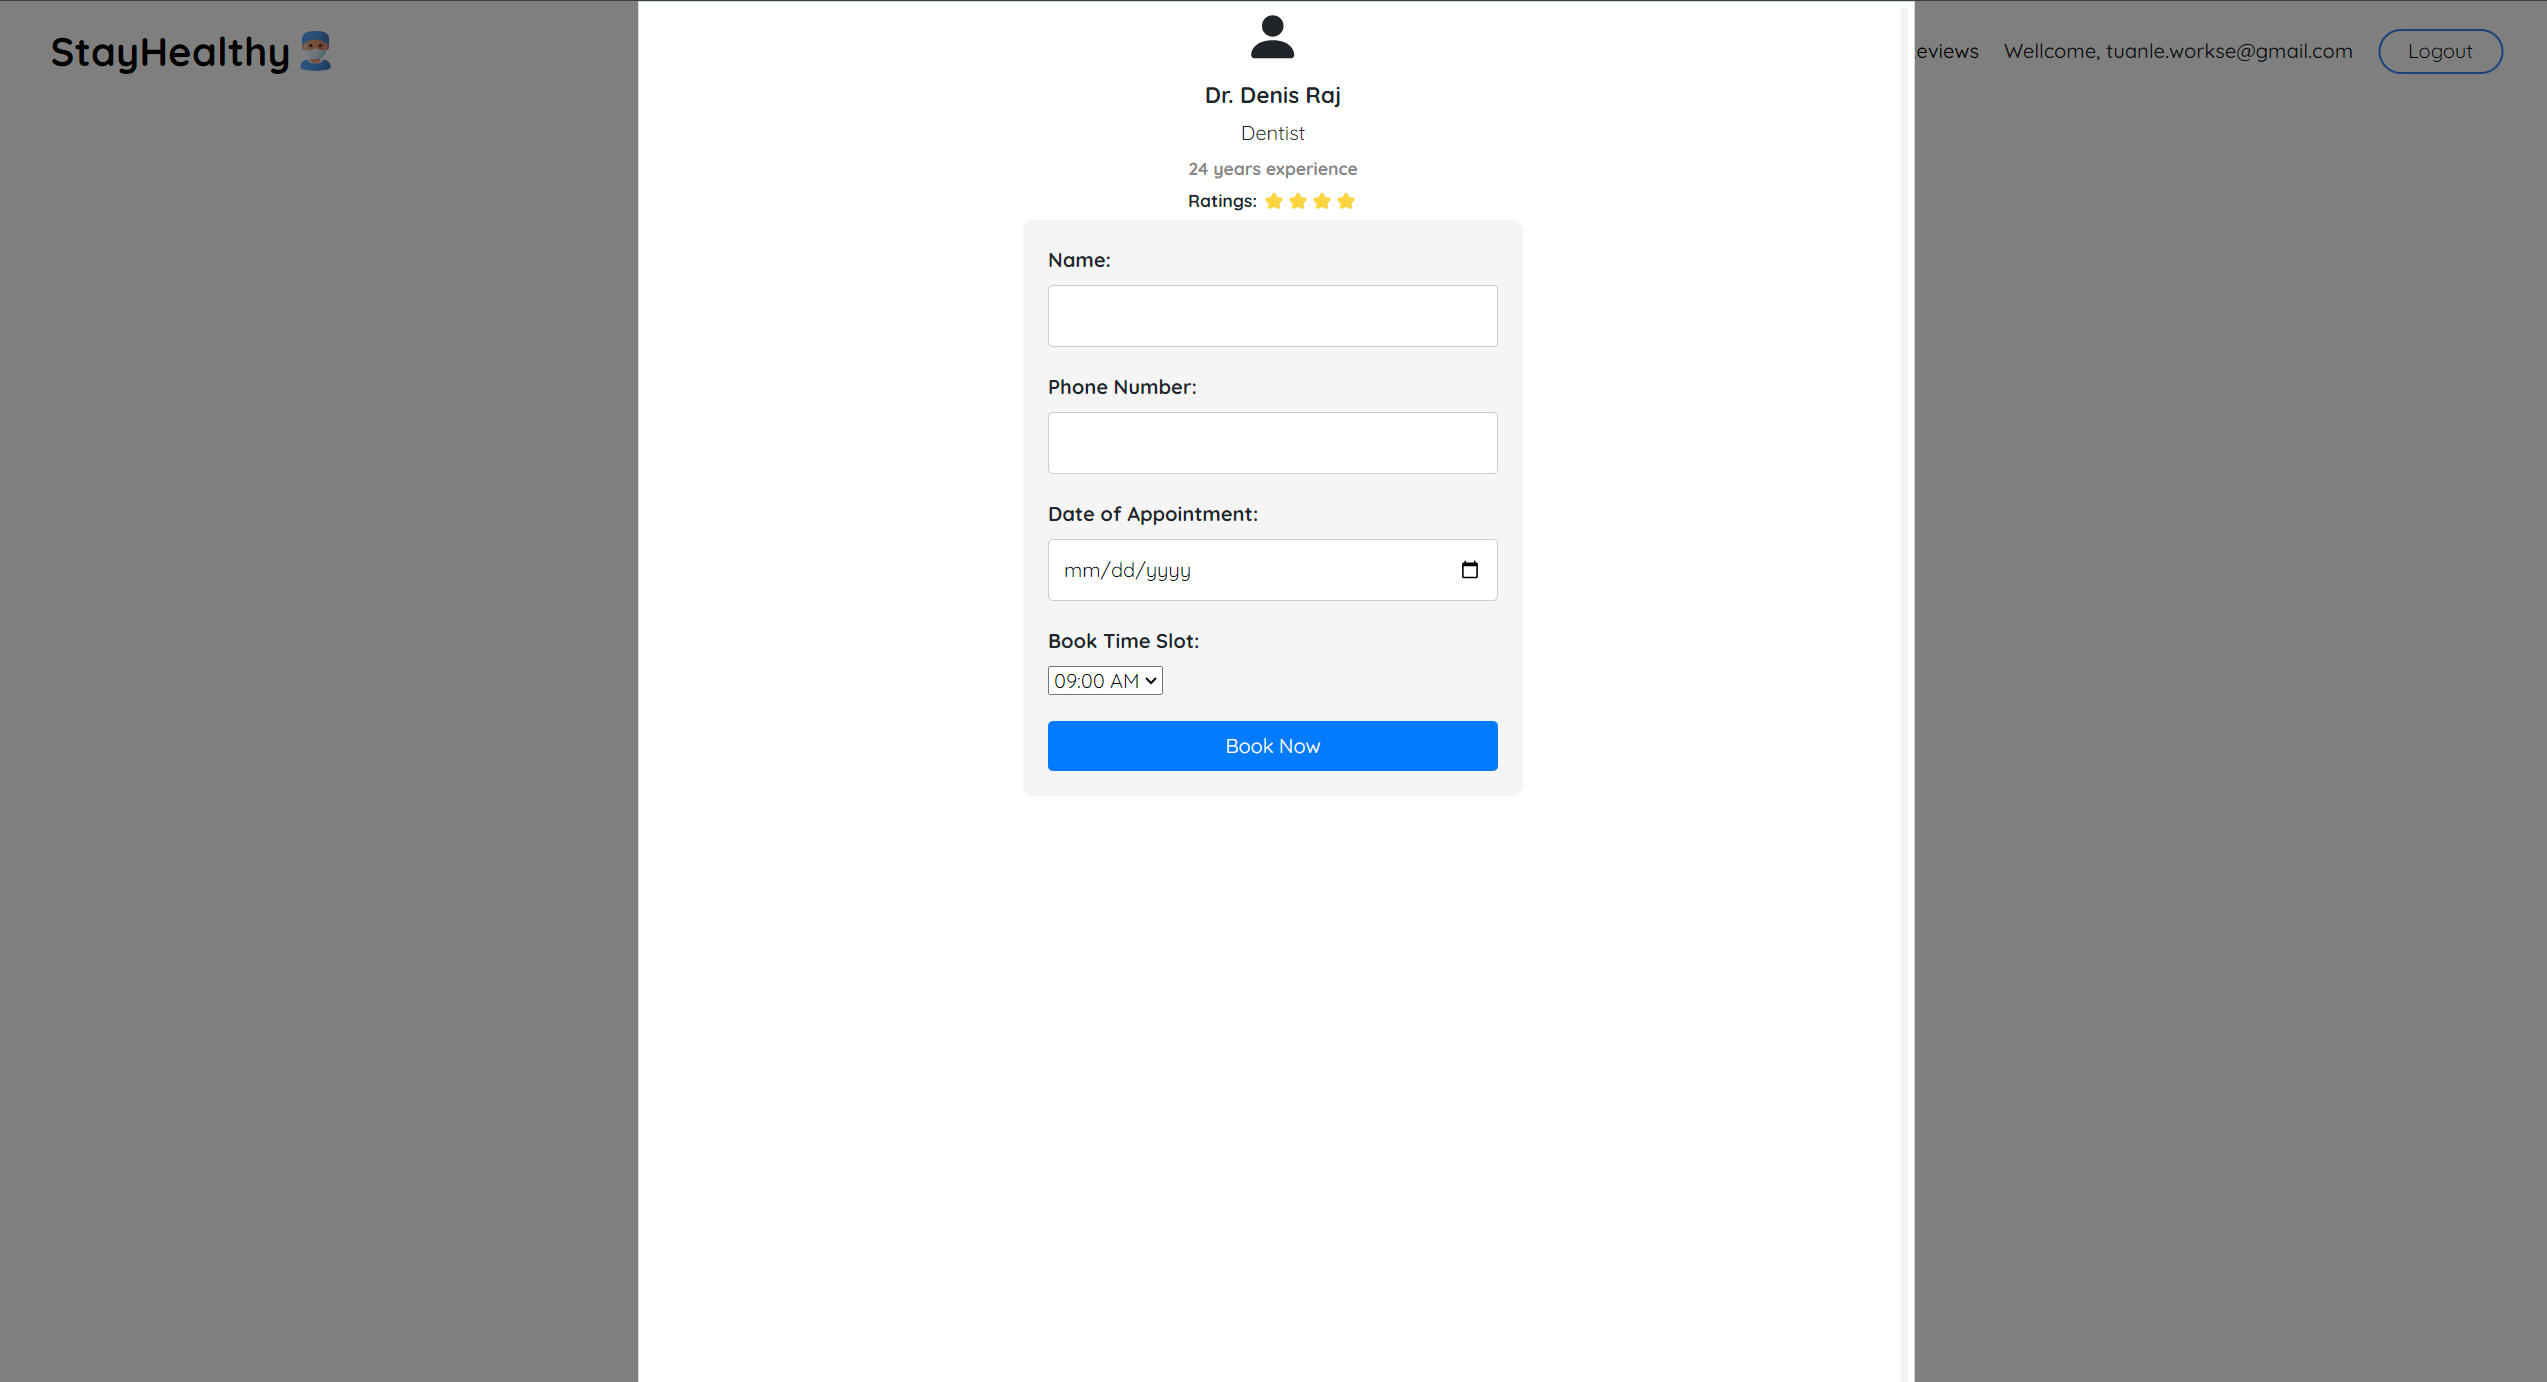 StayHealthy
eviews Wellcome, tuanle.workse@gmail.com Logout
Dr. Denis Raj
Dentist
24 years experience
Ratings:
Name:
Phone Number:
Date of Appointment:
mm/dd/yyyy
Book Time Slot:
09:00 AM
Book Now